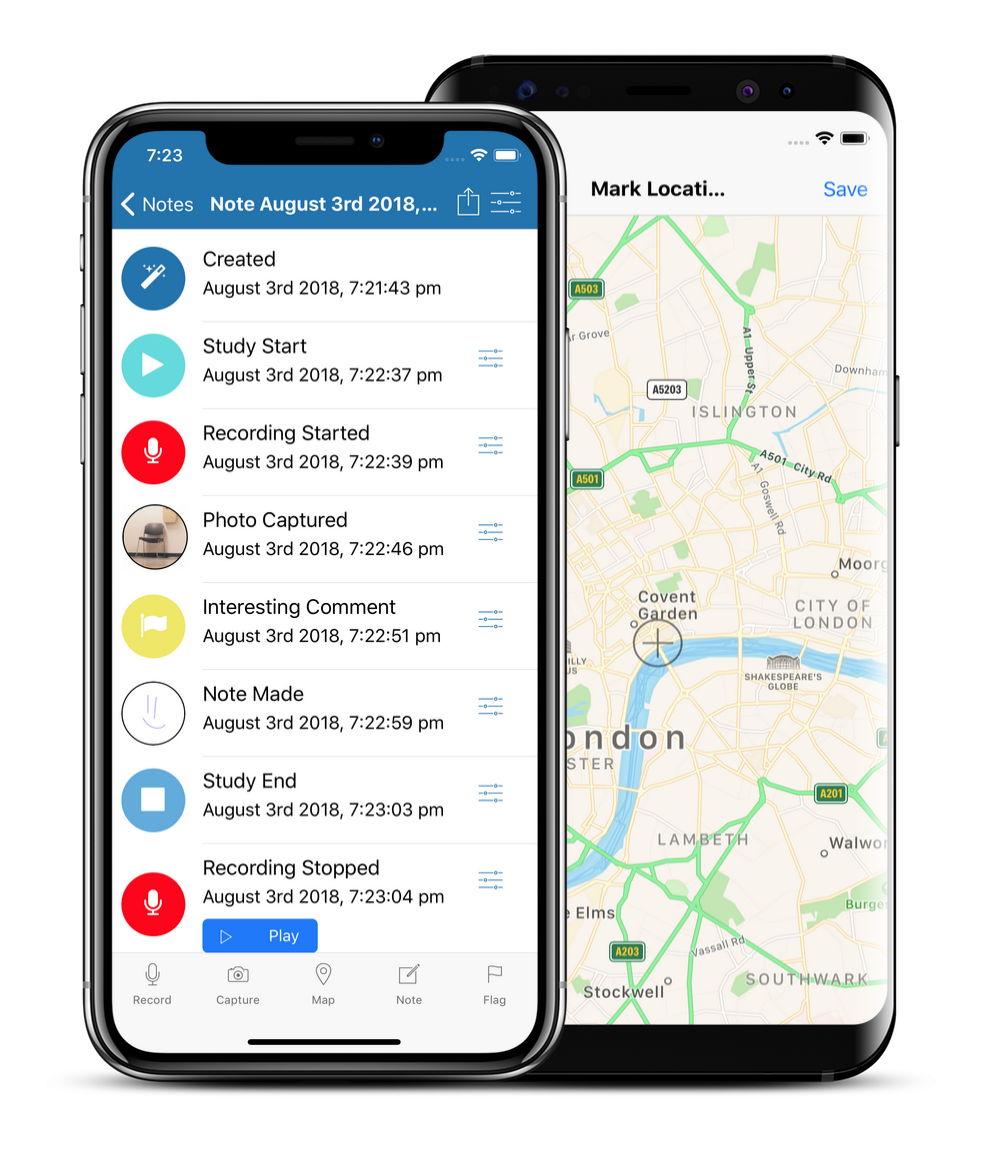 7:23
Notes
Note August 3rd 2018,...
Created
August 3rd 2018, 7:21:43 pm
Study Start
August 3rd 2018, 7:22:37 pm
Recording Started
August 3rd 2018, 7:22:39 pm
Photo Captured
August 3rd 2018, 7:22:46 pm
Interesting Comment
August 3rd 2018, 7:22:51 pm
Note Made
August 3rd 2018, 7:22:59 pm
Study End
August 3rd 2018, 7:23:03 pm
Recording Stopped
August 3rd 2018, 7:23:04 pm
Play
Record
Capture
Map
Note
Flag
Mark Locati...
Save
A503
ar Grove
A1 Upper St
Downham
A5203
ISLINGTON
A501 City Rd
A501
A1 Goswell Rd
Moorg
Covent
Garden
CITY OF
LONDON
ILLY
US
SHAKESPEARE'S
GLOBE
ondon
STER
A201
LAMBETH
Walwor
e Elms
Burge
Vassall Rd
A203
SOUTHWARK
Stockwell